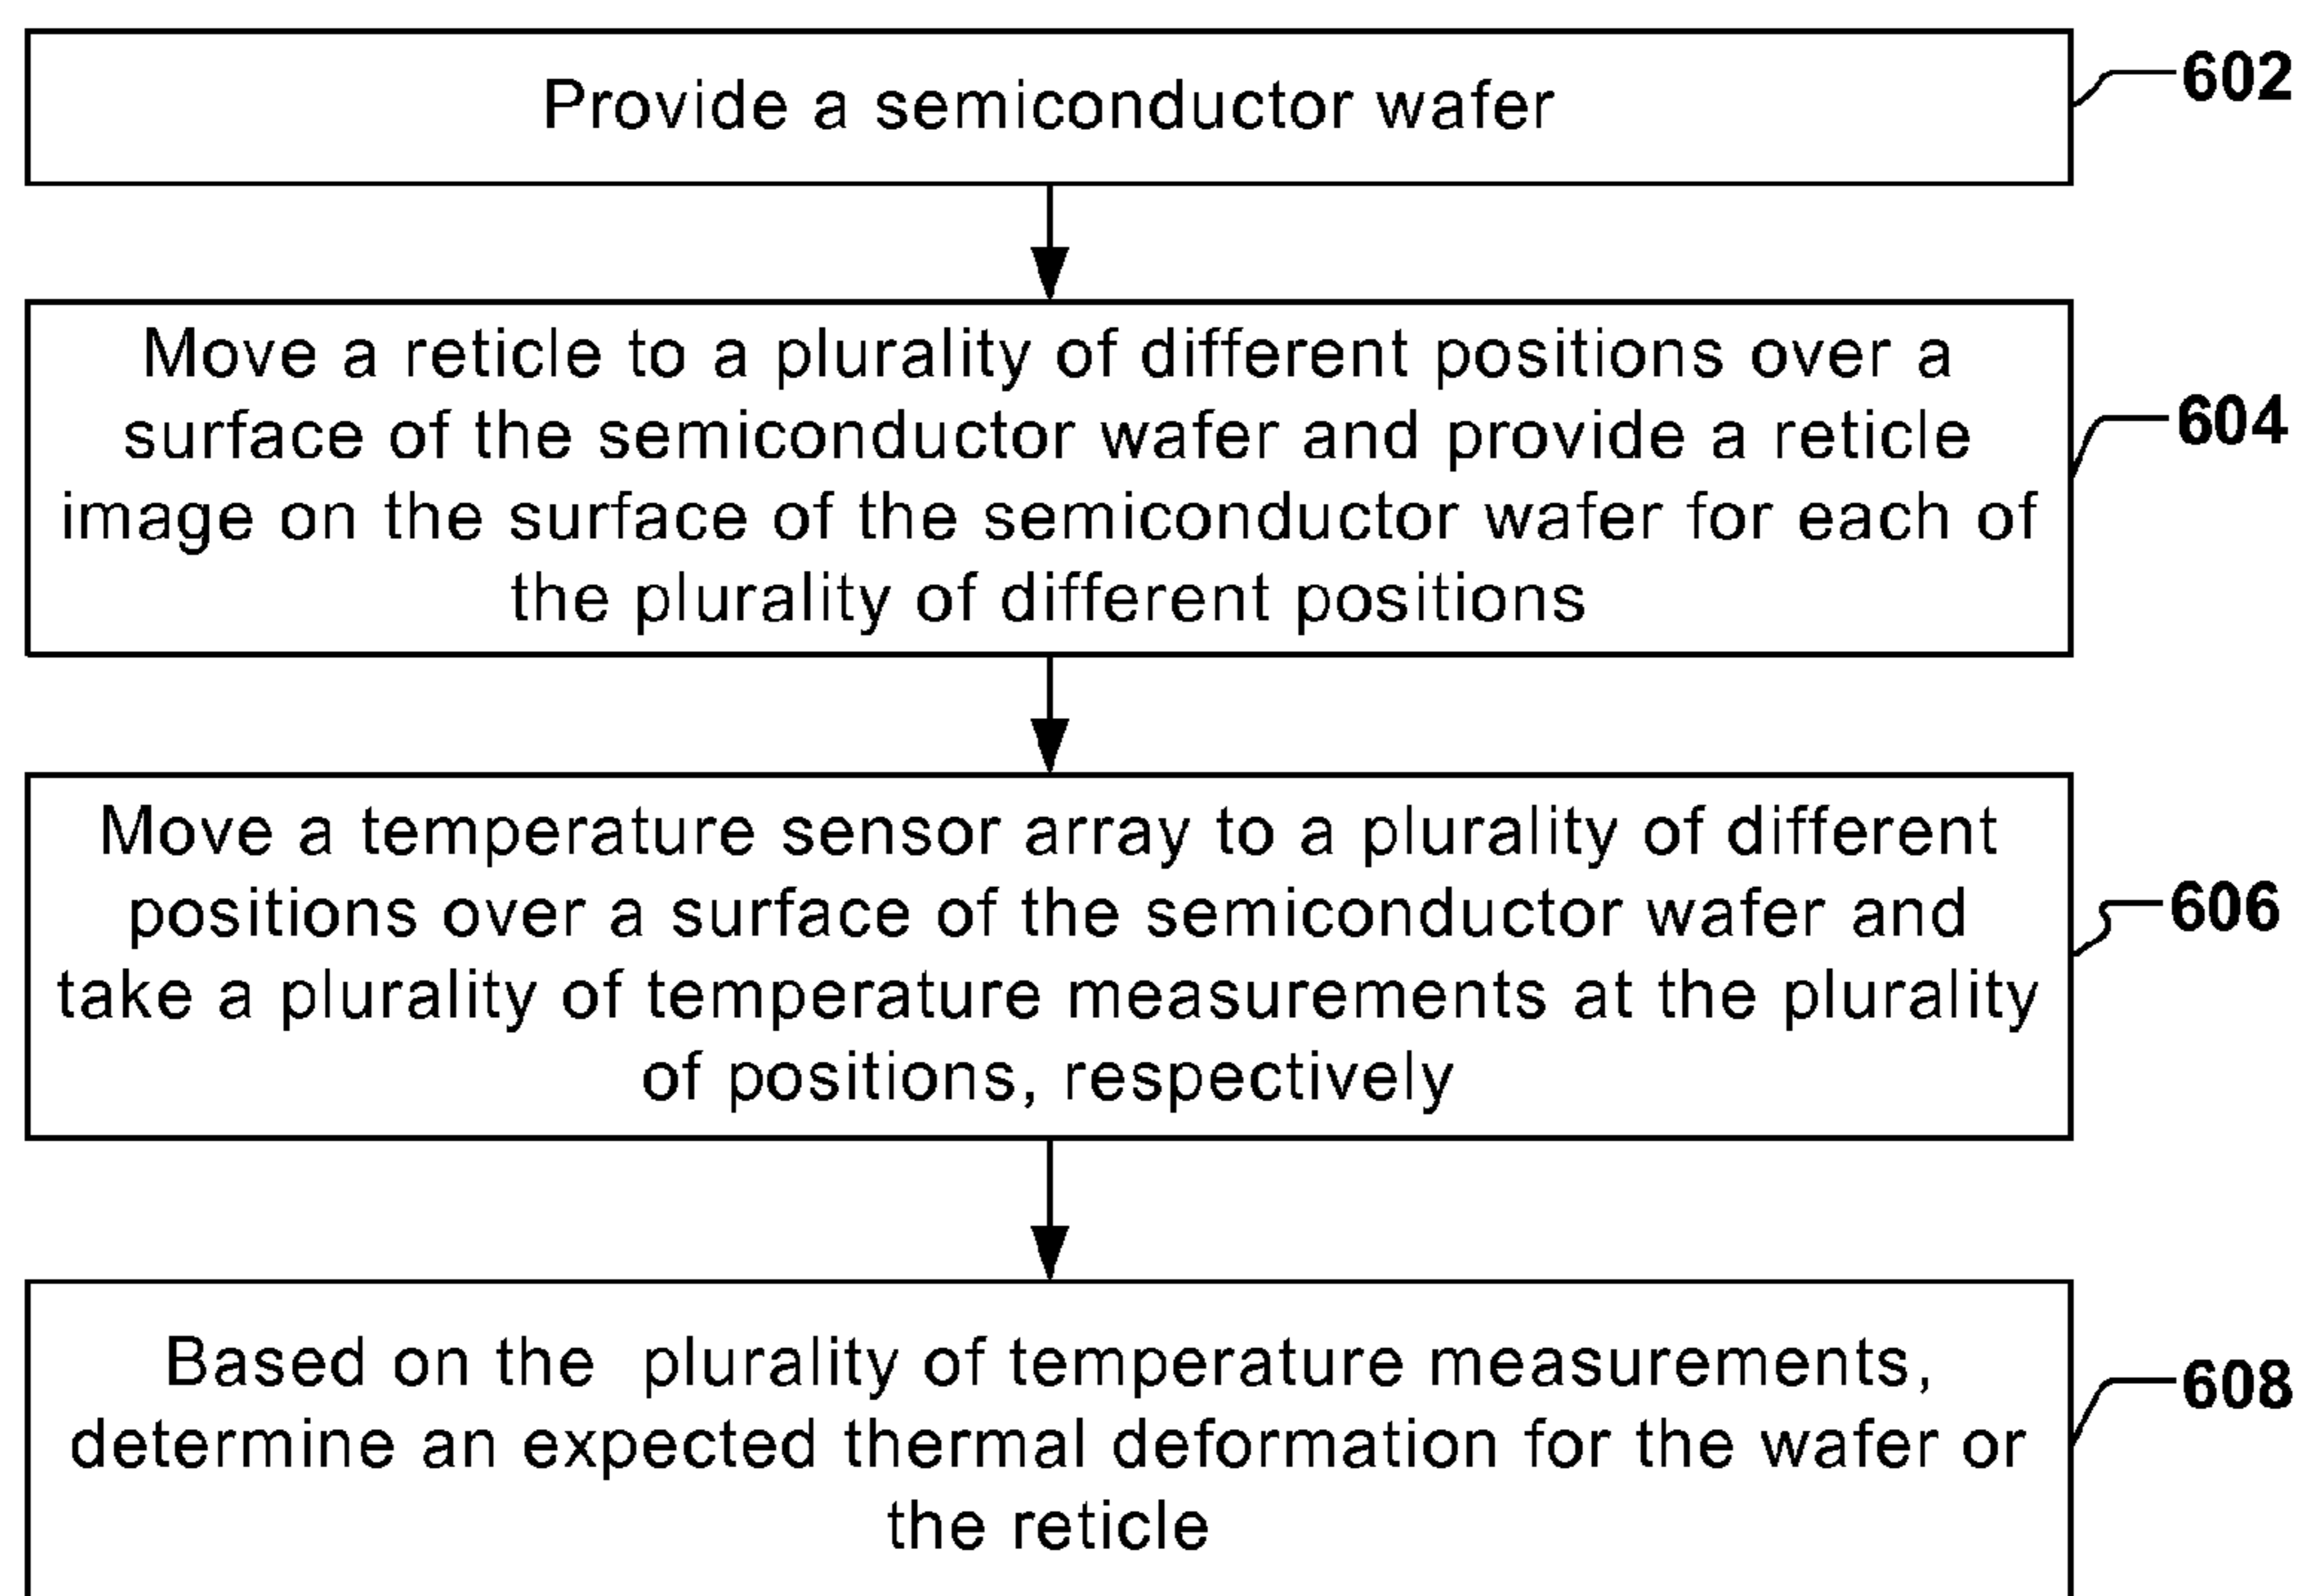 Provide a semiconductor wafer
602
Move a reticle to a plurality of different positions over a
surface of the semiconductor wafer and provide a reticle
image on the surface of the semiconductor wafer for each of
the plurality of different positions
604
Move a temperature sensor array to a plurality of different
positions over a surface of the semiconductor wafer and
take a plurality of temperature measurements at the plurality
of positions, respectively
606
Based on the plurality of temperature measurements,
determine an expected thermal deformation for the wafer or
the reticle
608